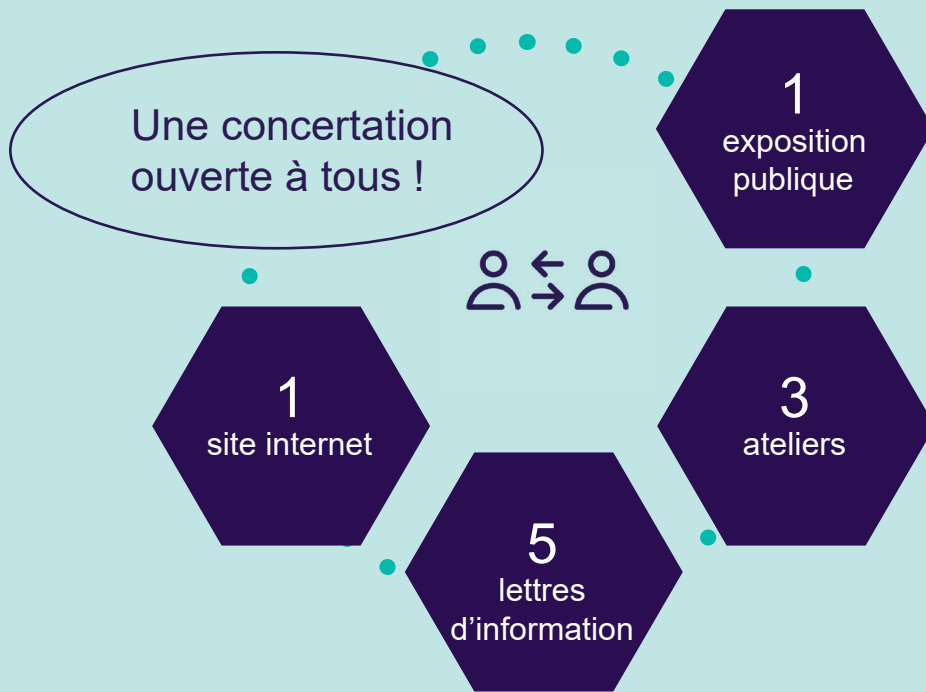 Une concertation
ouverte à tous !
1
exposition
publique
1
site internet
3
ateliers
5
lettres
d’information